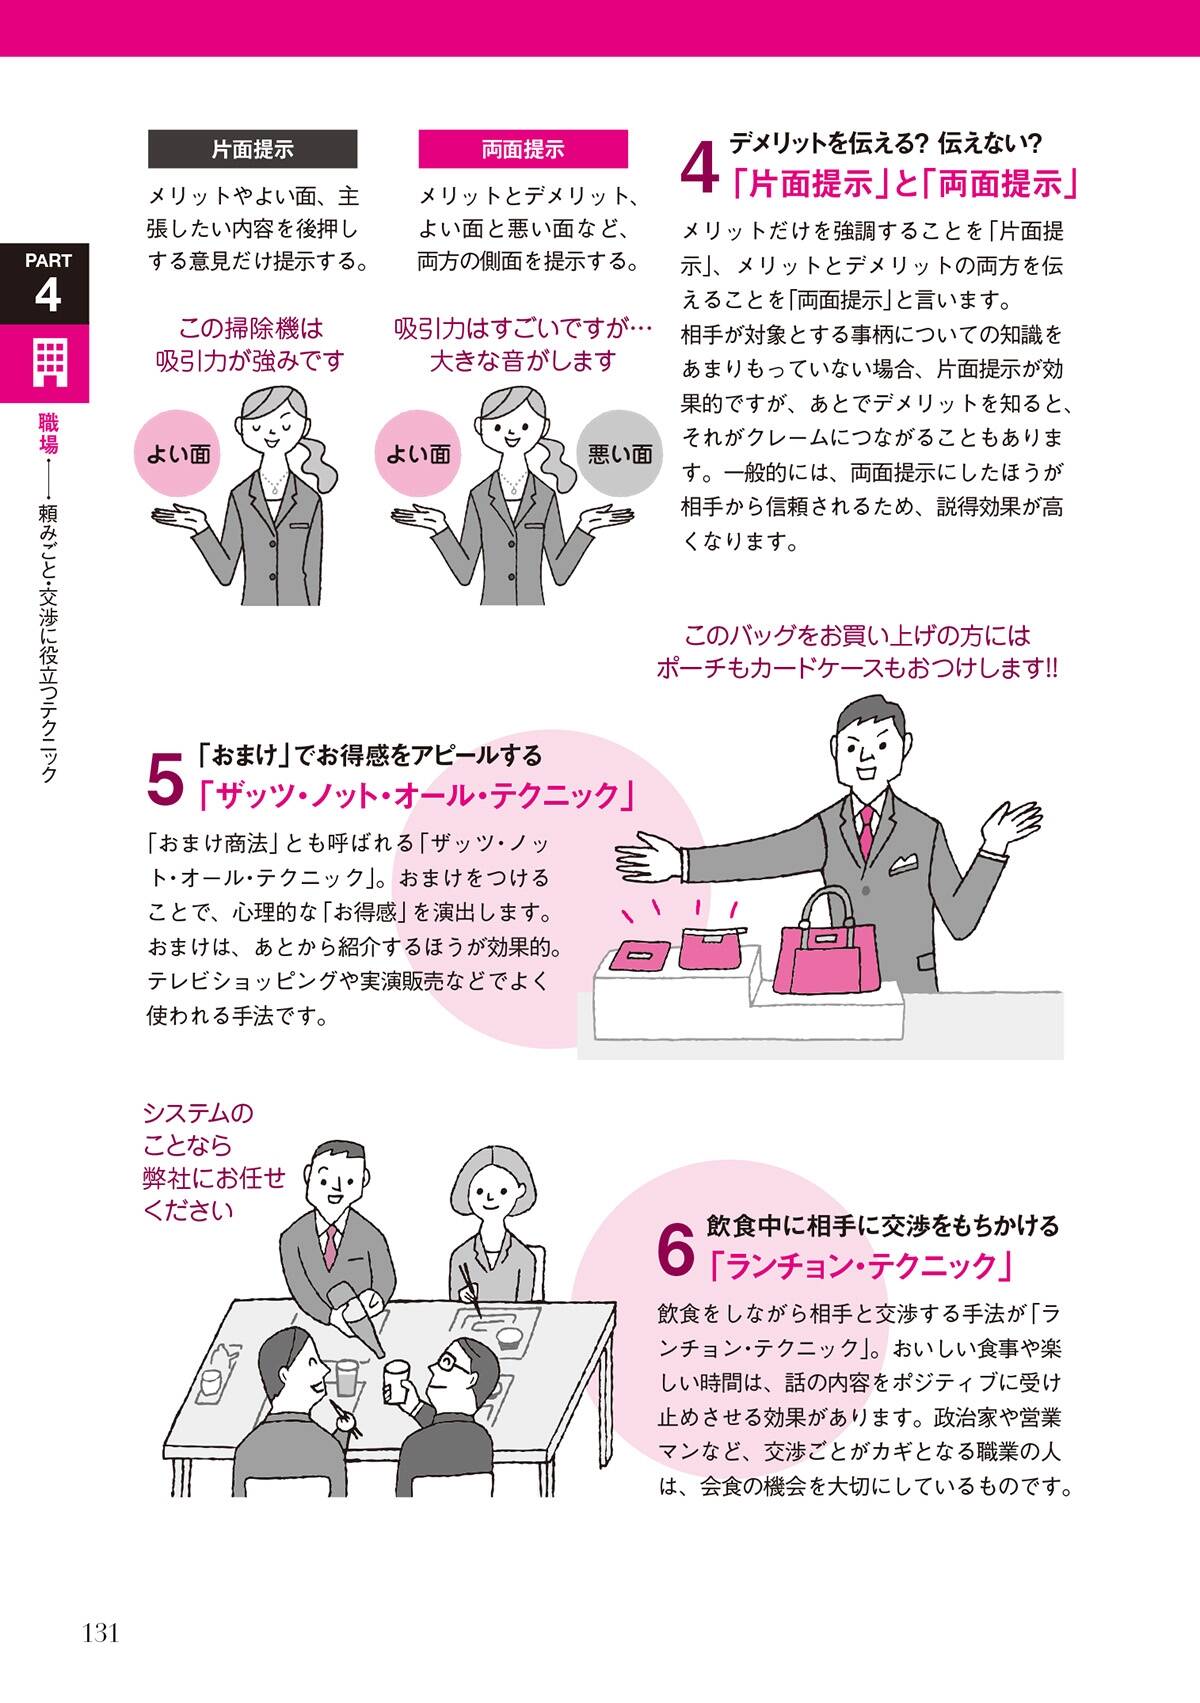 PART
4
職場――頼みごと・交渉に役立つテクニック
片面提示
メリットやよい面、主
張したい内容を後押し
する意見だけ提示する。
この掃除機は
吸引力が強みです
よい面
両面提示
メリットとデメリット、
よい面と悪い面など、
両方の側面を提示する。
吸引力はすごいですが…
大きな音がします
よい面
悪い面
4
デメリットを伝える? 伝えない?
「片面提示」と「両面提示」
メリットだけを強調することを「片面提
示」、メリットとデメリットの両方を伝
えることを「両面提示」と言います。
相手が対象とする事柄についての知識を
あまりもっていない場合、片面提示が効
果的ですが、あとでデメリットを知ると、
それがクレームにつながることもありま
す。一般的には、両面提示にしたほうが
相手から信頼されるため、説得効果が高
くなります。
このバッグをお買い上げの方には
ポーチもカードケースもおつけします!!
5
「おまけ」でお得感をアピールする
「ザッツ・ノット・オール・テクニック」
「おまけ商法」とも呼ばれる「ザッツ・ノッ
ト・オール・テクニック」。おまけをつける
ことで、心理的な「お得感」を演出します。
おまけは、あとから紹介するほうが効果的。
テレビショッピングや実演販売などでよく
使われる手法です。
システムの
ことなら
弊社にお任せ
ください
6
飲食中に相手に交渉をもちかける
「ランチョン・テクニック」
飲食をしながら相手と交渉する手法が「ラ
ンチョン・テクニック」。おいしい食事や楽
しい時間は、話の内容をポジティブに受け
止めさせる効果があります。政治家や営業
マンなど、交渉ごとがカギとなる職業の人
は、会食の機会を大切にしているものです。
131